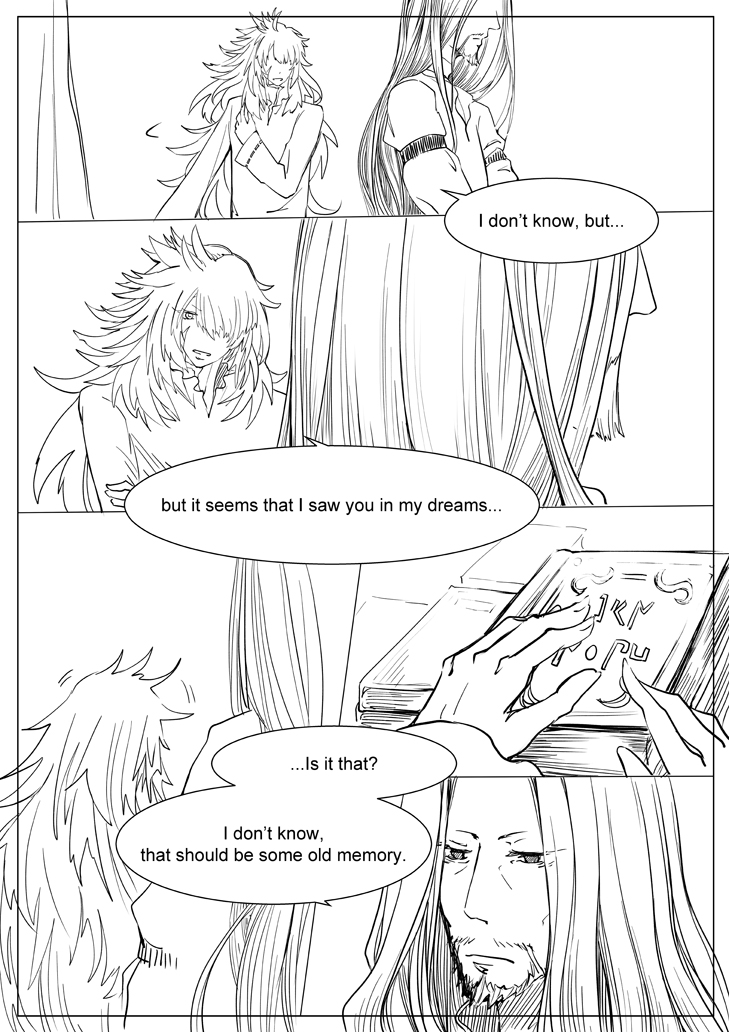 I don't know, but...
but it seems that I saw you in my dreams...
...Is it that?
I don't know,
that should be some old memory.